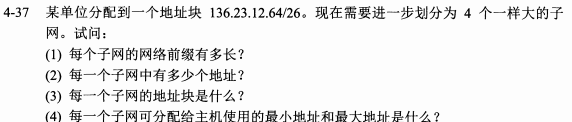 4-37 某单位分配到一个地址块 136.23.12.64/26。现在需要进一步划分为 4 个一样大的子
网。试问：
(1) 每个子网的网络前缀有多长？
(2) 每一个子网中有多少个地址？
(3) 每一个子网的地址块是什么？
(4) 每一个子网可分配给主机使用的最小地址和最大地址是什么？